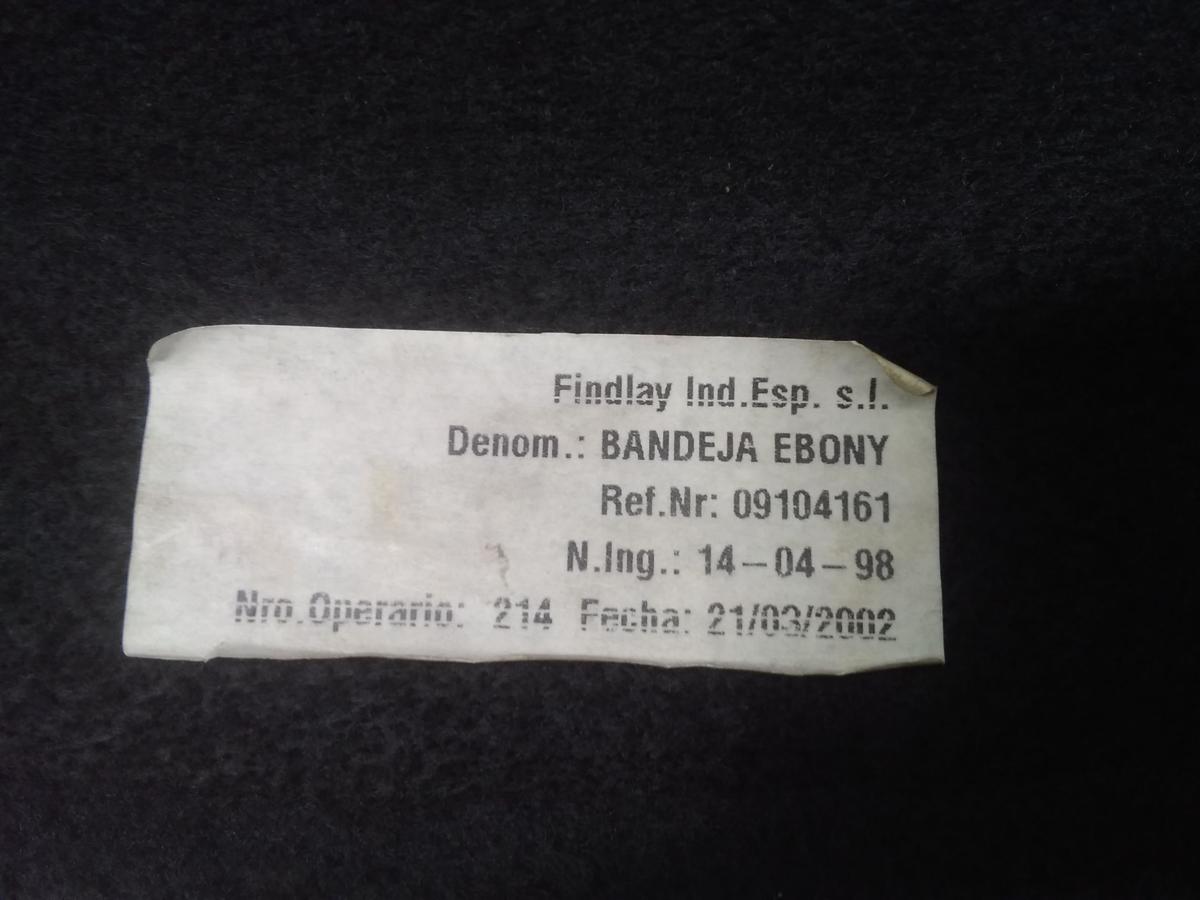 Findlay Ind.Esp. s.l.
Denom.: BANDEJA EBONY
Ref.Nr: 09104161
N.Ing.: 14-04-98
Nro.Operario: 214 Fecha: 21/03/2002